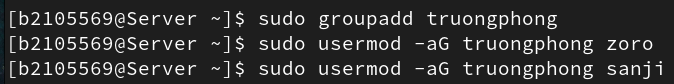 [b2105569@Server ~]$ sudo groupadd truongphong
[b2105569@Server ~]$ sudo usermod -aG truongphong zoro
[b2105569@Server ~]$ sudo usermod -aG truongphong sanji